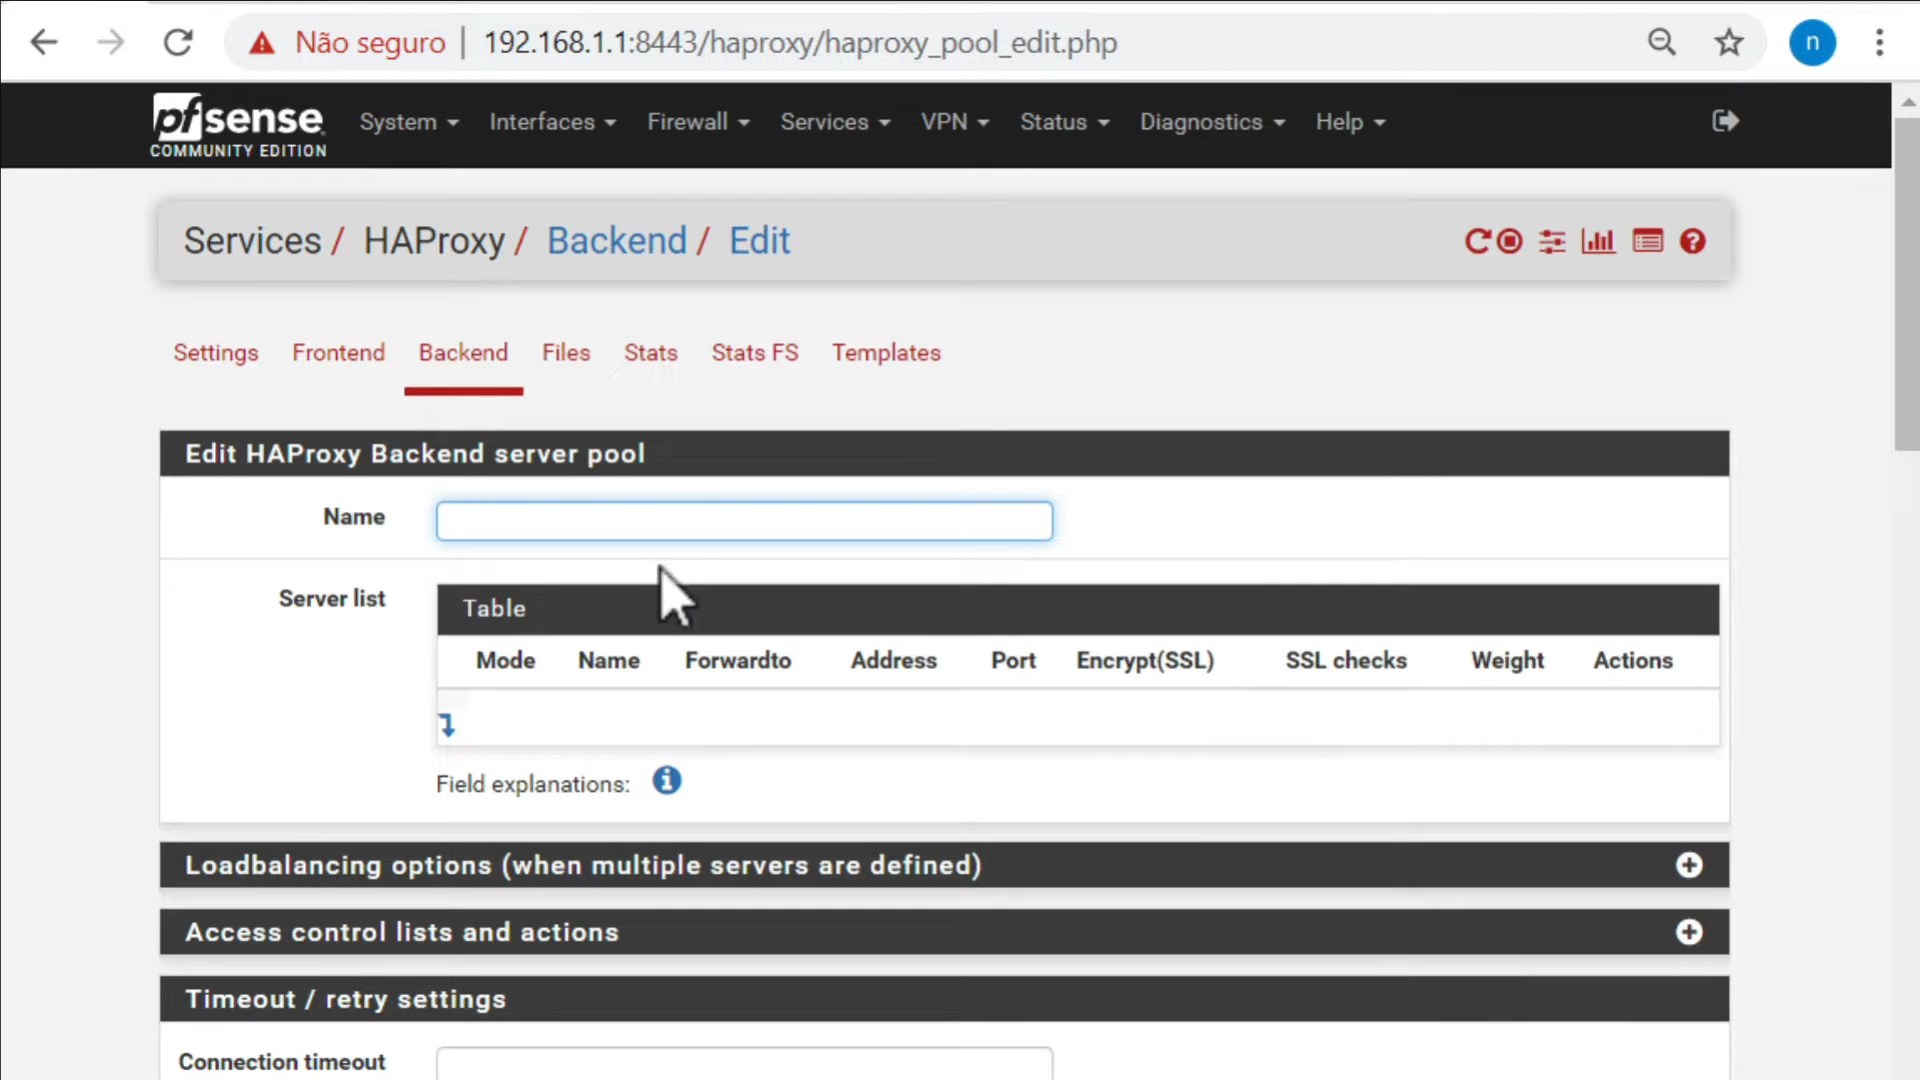 Não seguro | 192.168.1.1:8443/haproxy/haproxy_pool_edit.php
n
pfsense
COMMUNITY EDITION
System Interfaces Firewall Services VPN Status Diagnostics Help
Services / HAProxy / Backend / Edit
Settings Frontend Backend Files Stats Stats FS Templates
Edit HAProxy Backend server pool
Name
Server list
Table
Mode Name Forwardto Address Port Encrypt(SSL) SSL checks Weight Actions
Field explanations:
Loadbalancing options (when multiple servers are defined)
Access control lists and actions
Timeout / retry settings
Connection timeout